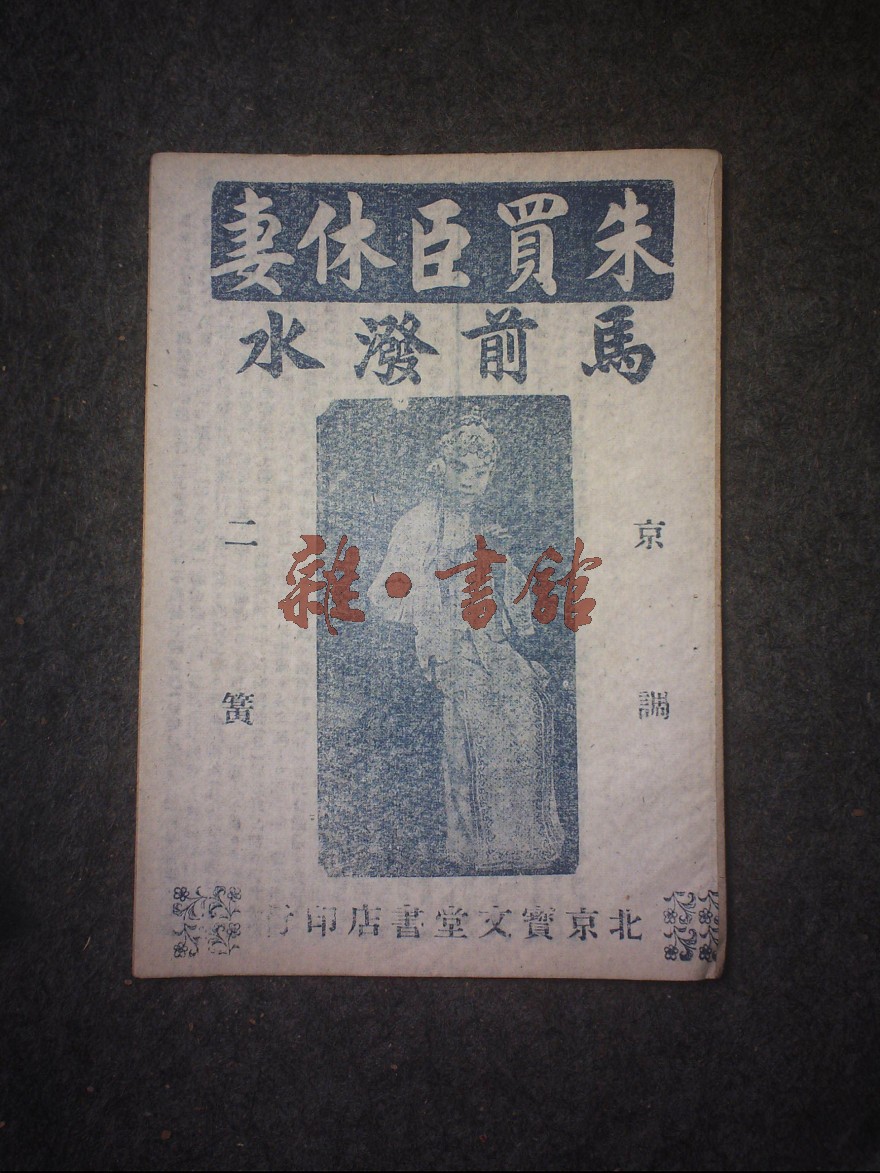 朱買臣休妻
馬前潑水
京調
二簧
雜·書館
北京寶文堂書店印行